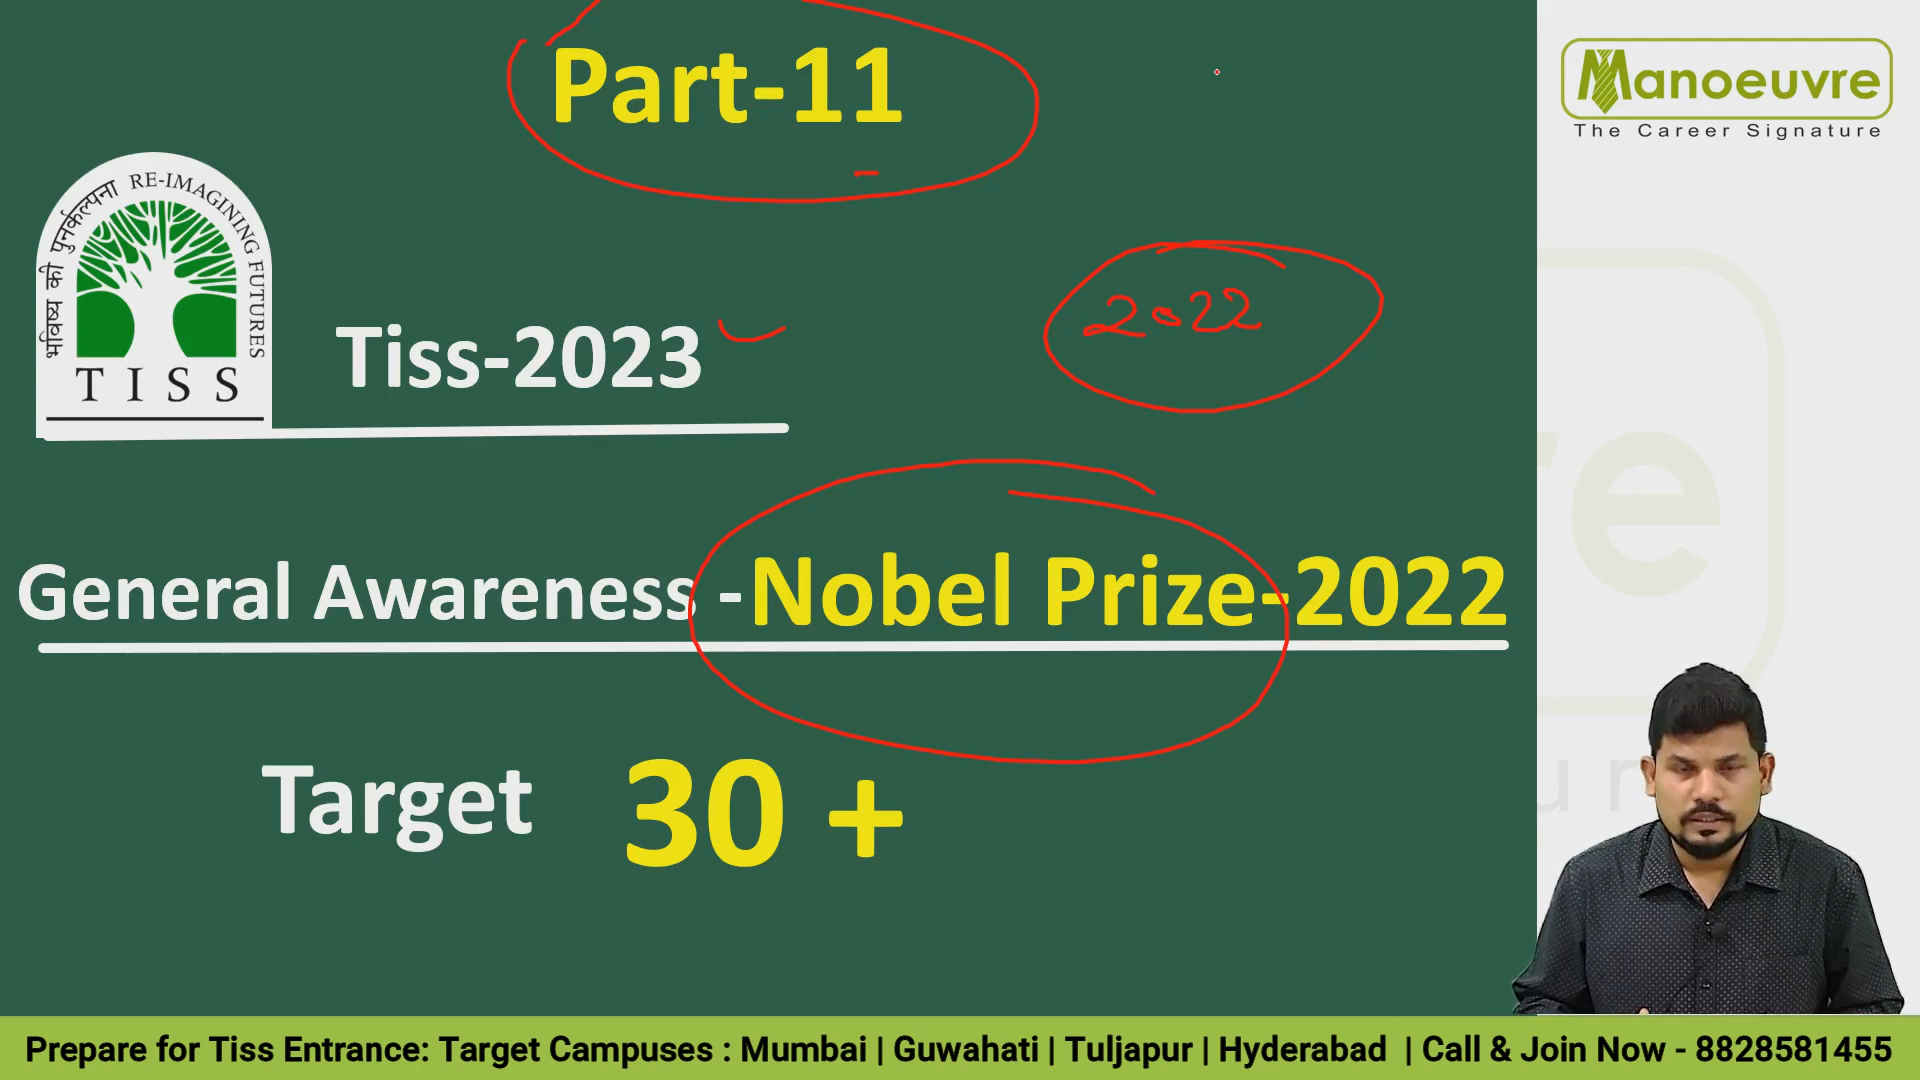 Part-11
Manoeuvre
The Career Signature
भविष्य की पुनर्कल्पना RE-IMAGINING FUTURES
TISS
2022
Tiss-2023
General Awareness -Nobel Prize-2022
Target 30 +
Prepare for Tiss Entrance: Target Campuses : Mumbai | Guwahati | Tuljapur | Hyderabad | Call & Join Now - 8828581455